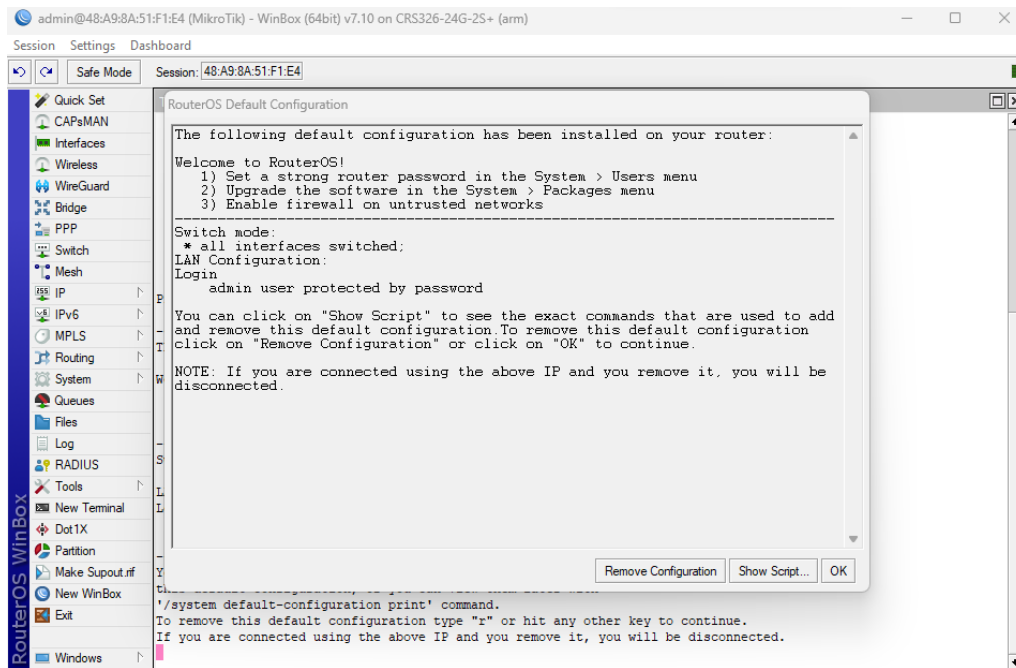 admin@48:A9:8A:51:F1:E4 (MikroTik) - WinBox (64bit) v7.10 on CRS326-24G-2S+ (arm)
Session Settings Dashboard
Safe Mode Session: 48:A9:8A:51:F1:E4
Quick Set
CAPsMAN
Interfaces
Wireless
WireGuard
Bridge
PPP
Switch
Mesh
IP
IPv6
MPLS
Routing
System
Queues
Files
Log
RADIUS
Tools
New Terminal
Dot1X
Partition
Make Supout.rif
New WinBox
Exit
Windows
RouterOS WinBox
RouterOS Default Configuration
The following default configuration has been installed on your router:
Welcome to RouterOS!
1) Set a strong router password in the System > Users menu
2) Upgrade the software in the System > Packages menu
3) Enable firewall on untrusted networks
-----------------------------------------------------------------------------
Switch mode:
* all interfaces switched;
LAN Configuration:
Login
admin user protected by password
You can click on "Show Script" to see the exact commands that are used to add
and remove this default configuration.To remove this default configuration
click on "Remove Configuration" or click on "OK" to continue.
NOTE: If you are connected using the above IP and you remove it, you will be
disconnected.
Remove Configuration Show Script... OK
'/system default-configuration print' command.
To remove this default configuration type "r" or hit any other key to continue.
If you are connected using the above IP and you remove it, you will be disconnected.